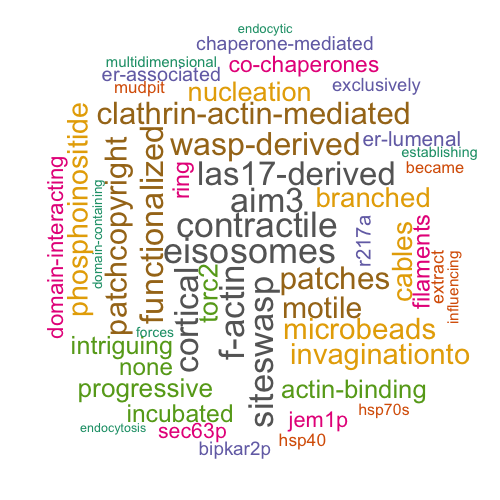 endocytic
chaperone-mediated
multidimensional
co-chaperones
er-associated
mudpit
nucleation
exclusively
clathrin-actin-mediated
wasp-derived
er-lumenal
establishing
las17-derived
became
ring
aim3
branched
domain-interacting
phosphoinositide
domain-containing
patchcopyright
functionalized
contractile
eisosomes
r217a
cables
filaments
extract
influencing
cortical
torc2
f-actin
siteswasp
patches
motile
forces
microbeads
intriguing
none
invaginationto
progressive
actin-binding
incubated
hsp70s
endocytosis
sec63p
jem1p
hsp40
bipkar2p